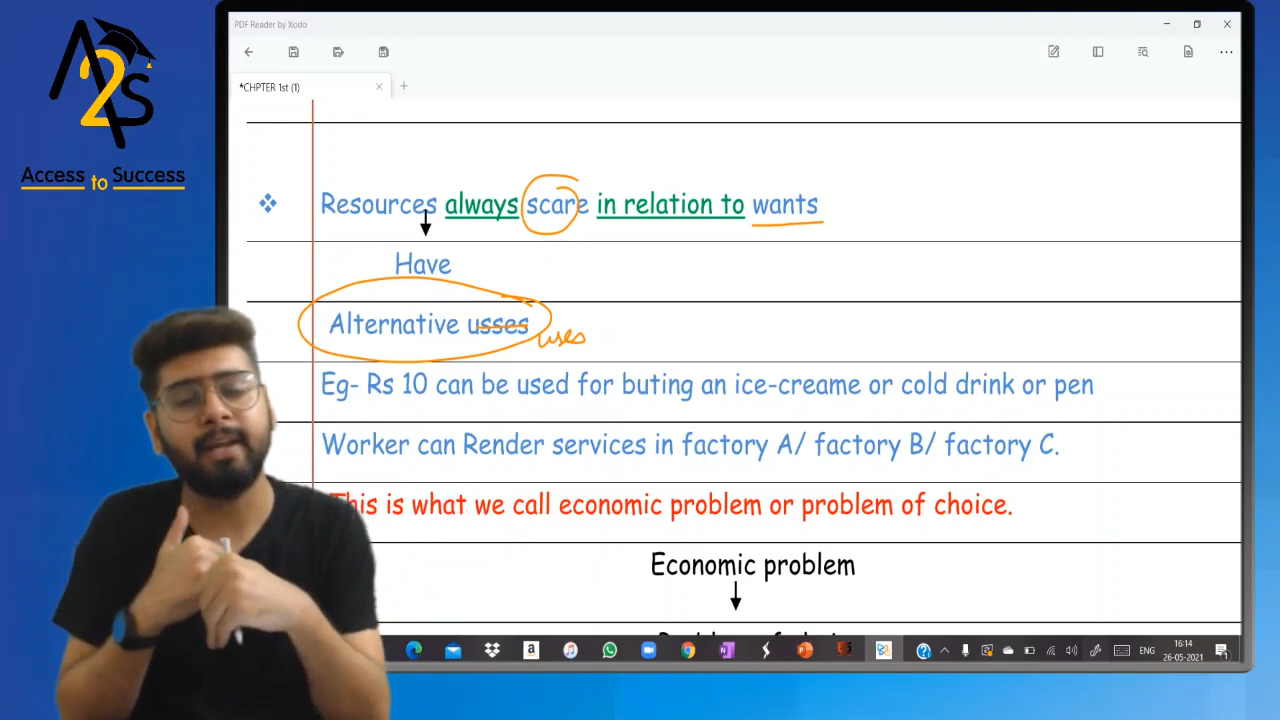 A2S
Access to Success
PDF Reader by Xodo
*CHPTER 1st (1)
Resources always scare in relation to wants
Have
Alternative usses
uses
Eg- Rs 10 can be used for buting an ice-creame or cold drink or pen
Worker can Render services in factory A/ factory B/ factory C.
This is what we call economic problem or problem of choice.
Economic problem
ENG
16:14
26-05-2021